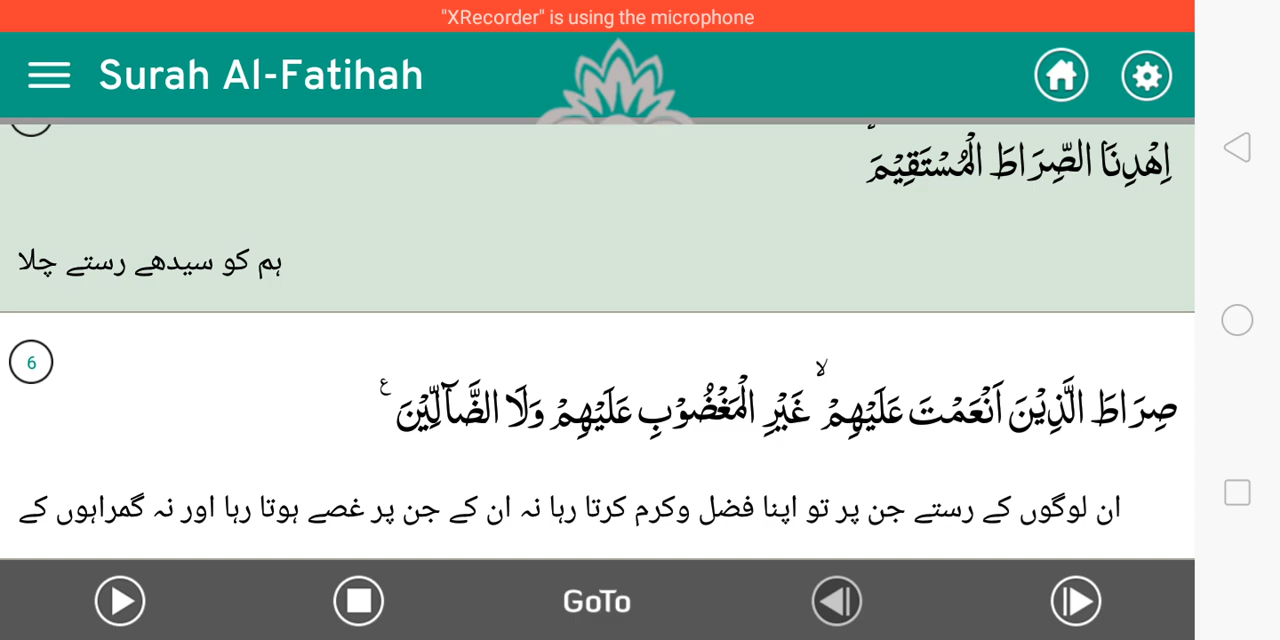 "XRecorder" is using the microphone
Surah Al-Fatihah
اِهْدِنَا الصِّرَاطَ الْمُسْتَقِيْمَ
ہم کو سیدھے رستے چلا
6
صِرَاطَ الَّذِيْنَ اَنْعَمْتَ عَلَيْهِمْ ۙ غَيْرِ الْمَغْضُوْبِ عَلَيْهِمْ وَلَا الضَّآلِّيْنَ ع
ان لوگوں کے رستے جن پر تو اپنا فضل وکرم کرتا رہا نہ ان کے جن پر غصے ہوتا رہا اور نہ گمراہوں کے
GoTo